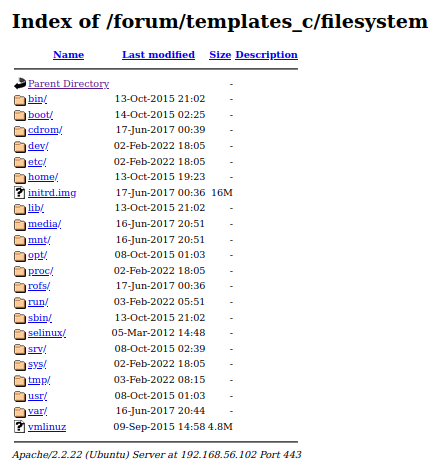 Index of /forum/templates_c/filesystem
Name Last modified Size Description
Parent Directory -
bin/ 13-Oct-2015 21:02 -
boot/ 14-Oct-2015 02:25 -
cdrom/ 17-Jun-2017 00:39 -
dev/ 02-Feb-2022 18:05 -
etc/ 02-Feb-2022 18:05 -
home/ 13-Oct-2015 19:23 -
initrd.img 17-Jun-2017 00:36 16M
lib/ 13-Oct-2015 21:02 -
media/ 16-Jun-2017 20:51 -
mnt/ 16-Jun-2017 20:51 -
opt/ 08-Oct-2015 01:03 -
proc/ 02-Feb-2022 18:05 -
rofs/ 17-Jun-2017 00:36 -
run/ 03-Feb-2022 05:51 -
sbin/ 13-Oct-2015 21:02 -
selinux/ 05-Mar-2012 14:48 -
srv/ 08-Oct-2015 02:39 -
sys/ 02-Feb-2022 18:05 -
tmp/ 03-Feb-2022 08:15 -
usr/ 08-Oct-2015 01:03 -
var/ 16-Jun-2017 20:44 -
vmlinuz 09-Sep-2015 14:58 4.8M
Apache/2.2.22 (Ubuntu) Server at 192.168.56.102 Port 443